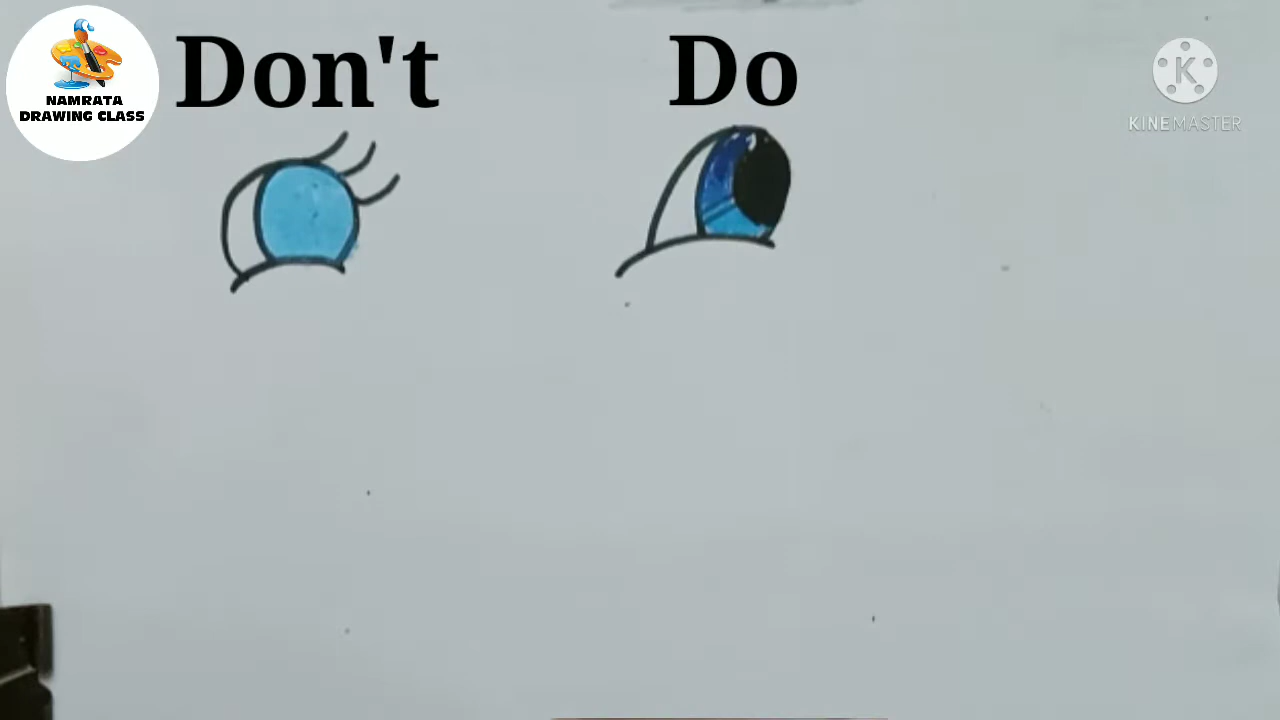 NAMRATA
DRAWING CLASS
Don't
Do
K
KINEMASTER